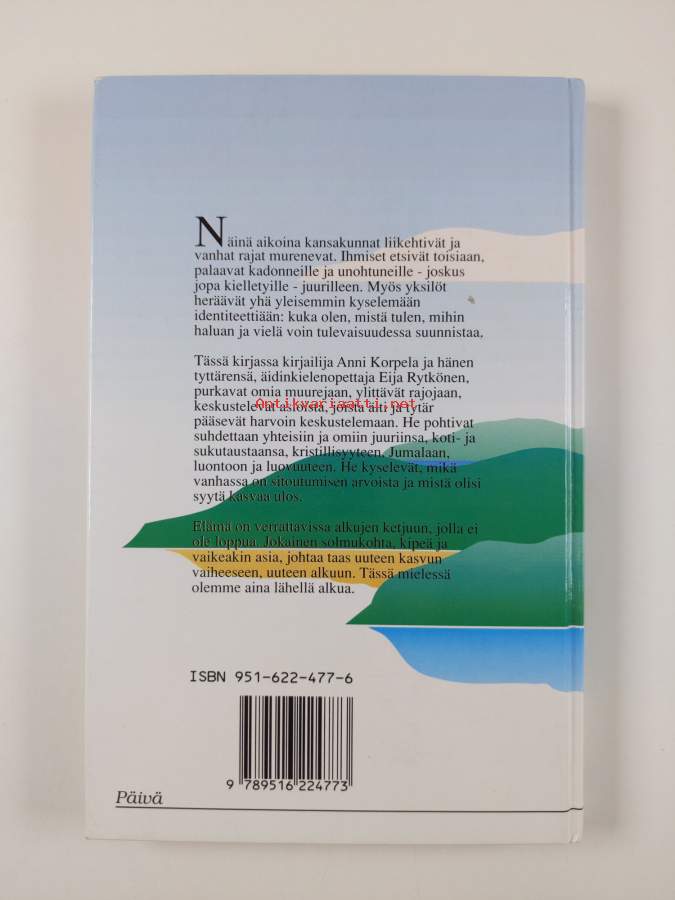 Näinä aikoina kansakunnat liikehtivät ja
vanhat rajat murenevat. Ihmiset etsivät toisiaan,
palaavat kadonneille ja unohtuneille - joskus
jopa kielletyille - juurilleen. Myös yksilöt
heräävät yhä yleisemmin kyselemään
identiteettiään: kuka olen, mistä tulen, mihin
haluan ja vielä voin tulevaisuudessa suunnistaa.
Tässä kirjassa kirjailija Anni Korpela ja hänen
tyttärensä, äidinkielenopettaja Eija Rytkönen,
purkavat omia muurejaan, ylittävät rajojaan,
Antikvariaatti.net
keskustelevat asioista, joista äiti ja tytär
pääsevät harvoin keskustelemaan. He pohtivat
suhdettaan yhteisiin ja omiin juuriinsa, koti- ja
sukutaustaansa, kristillisyyteen, Jumalaan,
luontoon ja luovuuteen. He kyselevät, mikä
vanhassa on sitoutumisen arvoista ja mistä olisi
syytä kasvaa ulos.
Elämä on verrattavissa alkujen ketjuun, jolla ei
ole loppua. Jokainen solmukohta, kipeä ja
vaikeakin asia, johtaa taas uuteen kasvun
vaiheeseen, uuteen alkuun. Tässä mielessä
olemme aina lähellä alkua.
ISBN 951-622-477-6
9 789516 224773
Päivä